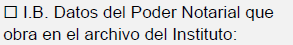 ☐ I.B. Datos del Poder Notarial que
obra en el archivo del Instituto: